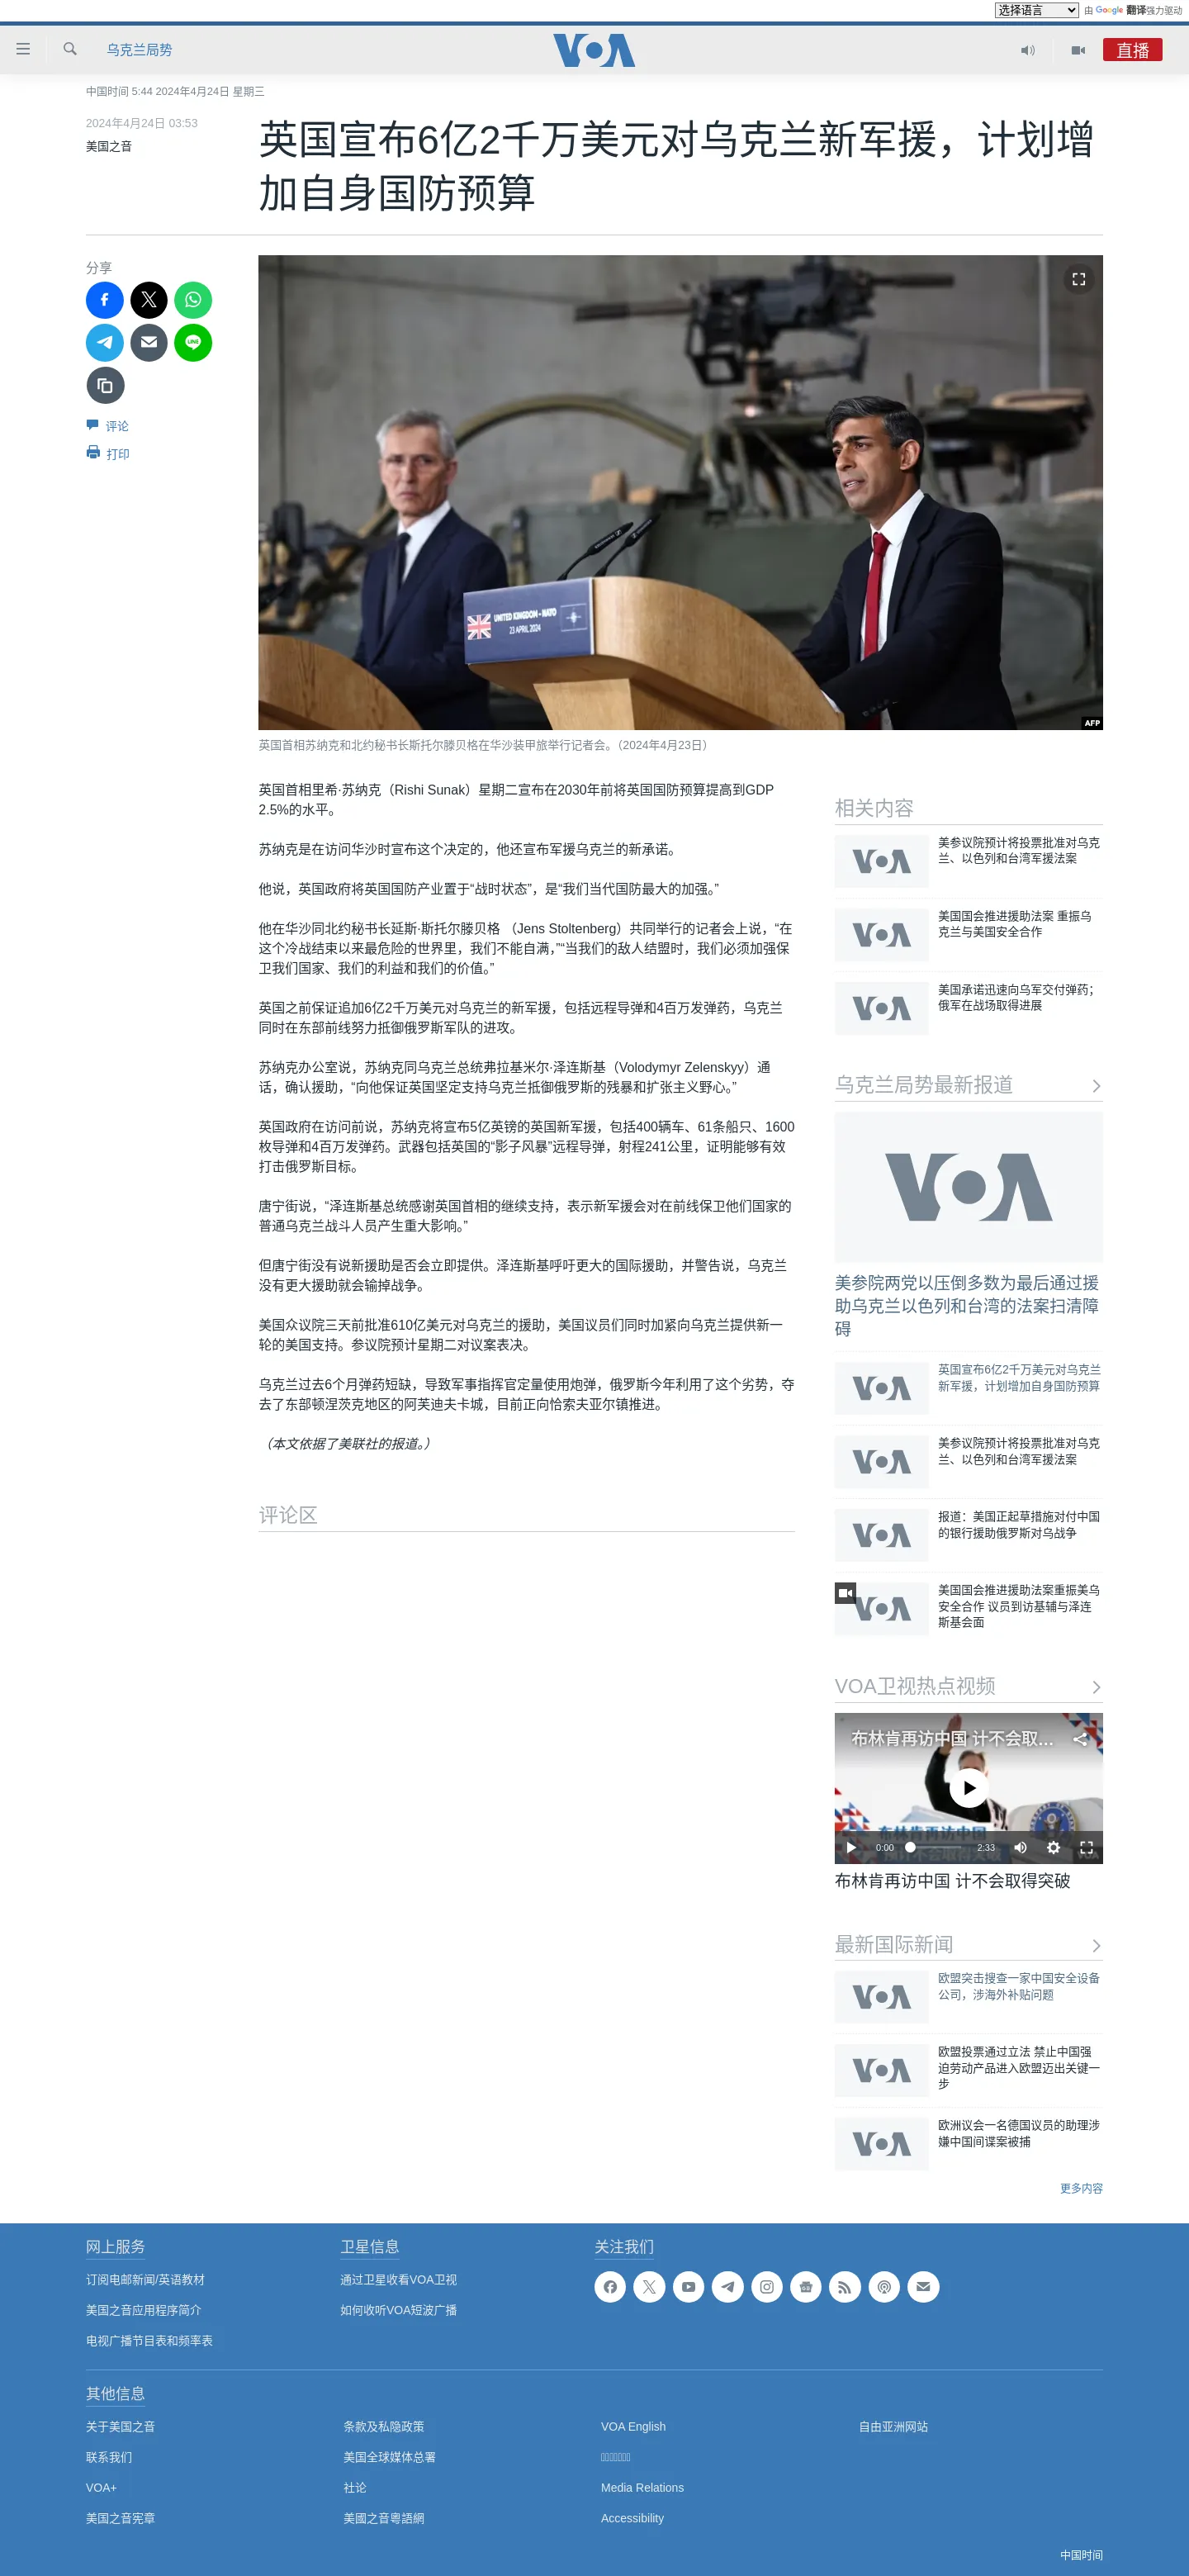 选择语言
由 Google 翻译强力驱动
乌克兰局势
VOA
直播
中国时间 5:44 2024年4月24日 星期三
2024年4月24日 03:53
美国之音
英国宣布6亿2千万美元对乌克兰新军援，计划增
加自身国防预算
分享
评论
打印
UNITED KINGDOM - NATO
23 APRIL 2024
AFP
英国首相苏纳克和北约秘书长斯托尔滕贝格在华沙装甲旅举行记者会。（2024年4月23日）
英国首相里希·苏纳克（Rishi Sunak）星期二宣布在2030年前将英国国防预算提高到GDP
2.5%的水平。
苏纳克是在访问华沙时宣布这个决定的，他还宣布军援乌克兰的新承诺。
他说，英国政府将英国国防产业置于“战时状态”，是“我们当代国防最大的加强。”
他在华沙同北约秘书长延斯·斯托尔滕贝格 （Jens Stoltenberg）共同举行的记者会上说，“在
这个冷战结束以来最危险的世界里，我们不能自满，”“当我们的敌人结盟时，我们必须加强保
卫我们国家、我们的利益和我们的价值。”
英国之前保证追加6亿2千万美元对乌克兰的新军援，包括远程导弹和4百万发弹药，乌克兰
同时在东部前线努力抵御俄罗斯军队的进攻。
苏纳克办公室说，苏纳克同乌克兰总统弗拉基米尔·泽连斯基（Volodymyr Zelenskyy）通
话，确认援助，“向他保证英国坚定支持乌克兰抵御俄罗斯的残暴和扩张主义野心。”
英国政府在访问前说，苏纳克将宣布5亿英镑的英国新军援，包括400辆车、61条船只、1600
枚导弹和4百万发弹药。武器包括英国的“影子风暴”远程导弹，射程241公里，证明能够有效
打击俄罗斯目标。
唐宁街说，“泽连斯基总统感谢英国首相的继续支持，表示新军援会对在前线保卫他们国家的
普通乌克兰战斗人员产生重大影响。”
但唐宁街没有说新援助是否会立即提供。泽连斯基呼吁更大的国际援助，并警告说，乌克兰
没有更大援助就会输掉战争。
美国众议院三天前批准610亿美元对乌克兰的援助，美国议员们同时加紧向乌克兰提供新一
轮的美国支持。参议院预计星期二对议案表决。
乌克兰过去6个月弹药短缺，导致军事指挥官定量使用炮弹，俄罗斯今年利用了这个劣势，夺
去了东部顿涅茨克地区的阿芙迪夫卡城，目前正向恰索夫亚尔镇推进。
（本文依据了美联社的报道。）
评论区
相关内容
VOA
美参议院预计将投票批准对乌克
兰、以色列和台湾军援法案
VOA
美国国会推进援助法案 重振乌
克兰与美国安全合作
VOA
美国承诺迅速向乌军交付弹药；
俄军在战场取得进展
乌克兰局势最新报道
VOA
美参院两党以压倒多数为最后通过援
助乌克兰以色列和台湾的法案扫清障
碍
VOA
英国宣布6亿2千万美元对乌克兰
新军援，计划增加自身国防预算
VOA
美参议院预计将投票批准对乌克
兰、以色列和台湾军援法案
VOA
报道：美国正起草措施对付中国
的银行援助俄罗斯对乌战争
VOA
美国国会推进援助法案重振美乌
安全合作 议员到访基辅与泽连
斯基会面
VOA卫视热点视频
布林肯再访中国 计不会取...
布林肯再访中国
0:00
2:33
布林肯再访中国 计不会取得突破
最新国际新闻
VOA
欧盟突击搜查一家中国安全设备
公司，涉海外补贴问题
VOA
欧盟投票通过立法 禁止中国强
迫劳动产品进入欧盟迈出关键一
步
VOA
欧洲议会一名德国议员的助理涉
嫌中国间谍案被捕
更多内容
网上服务
订阅电邮新闻/英语教材
美国之音应用程序简介
电视广播节目表和频率表
卫星信息
通过卫星收看VOA卫视
如何收听VOA短波广播
关注我们
其他信息
关于美国之音
联系我们
VOA+
美国之音宪章
条款及私隐政策
美国全球媒体总署
社论
美國之音粵語網
VOA English
Media Relations
Accessibility
自由亚洲网站
中国时间